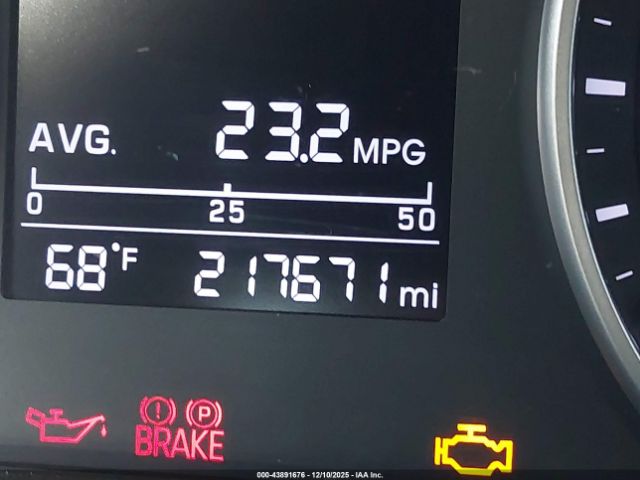 AVG. 23.2 MPG
0 25 50
68°F 217671 mi
! P
BRAKE
000-43891676 - 12/10/2025 - IAA Inc.